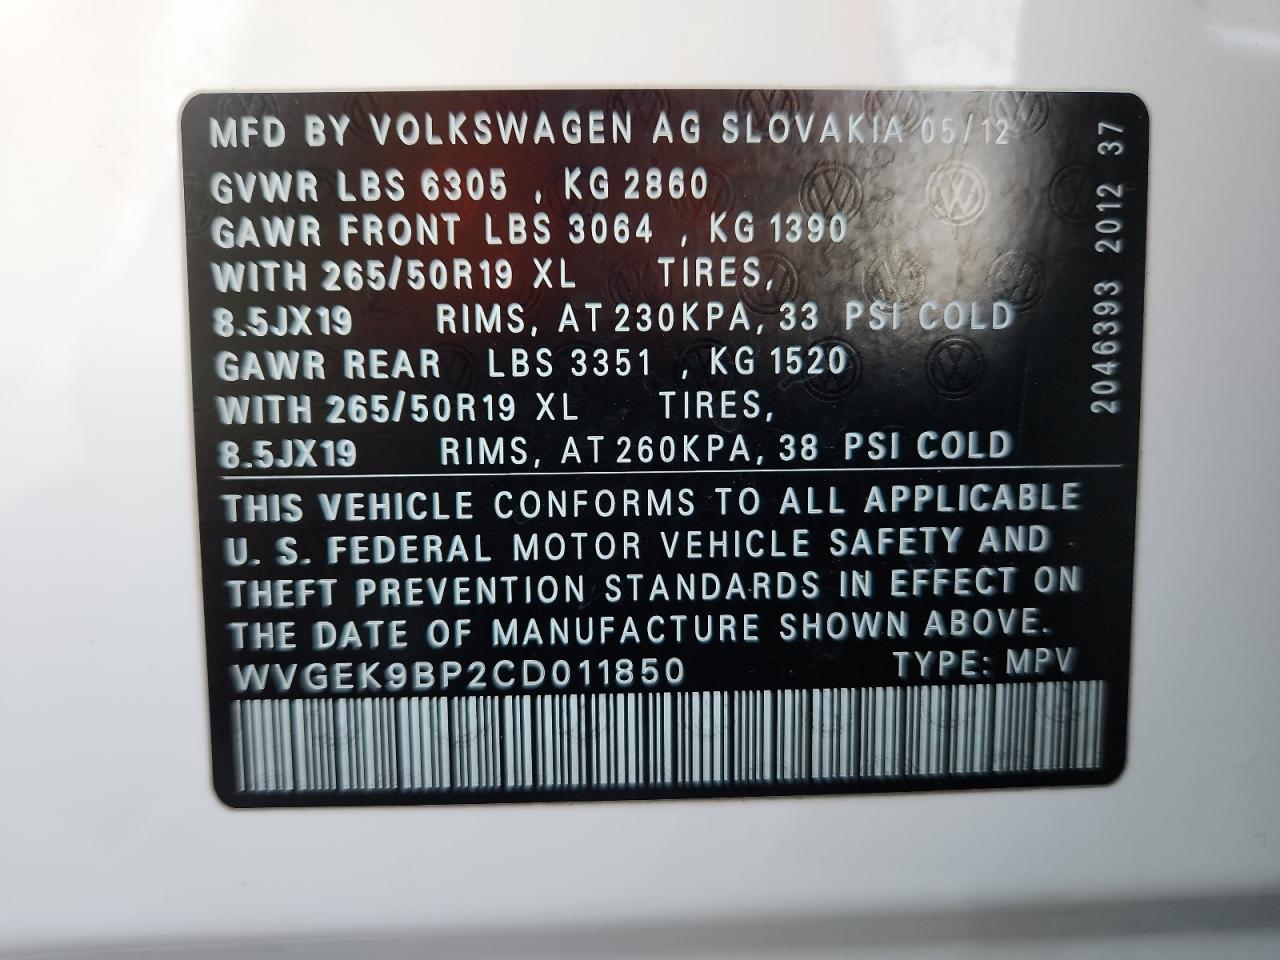 MFD BY VOLKSWAGEN AG SLOVAKIA 05/12
GVWR LBS 6305 , KG 2860
GAWR FRONT LBS 3064 , KG 1390
WITH 265/50R19 XL TIRES,
8.5JX19 RIMS, AT 230KPA, 33 PSI COLD
GAWR REAR LBS 3351 , KG 1520
WITH 265/50R19 XL TIRES,
8.5JX19 RIMS, AT 260KPA, 38 PSI COLD
THIS VEHICLE CONFORMS TO ALL APPLICABLE
U. S. FEDERAL MOTOR VEHICLE SAFETY AND
THEFT PREVENTION STANDARDS IN EFFECT ON
THE DATE OF MANUFACTURE SHOWN ABOVE.
WVGEK9BP2CD011850 TYPE: MPV
2046393 2012 37